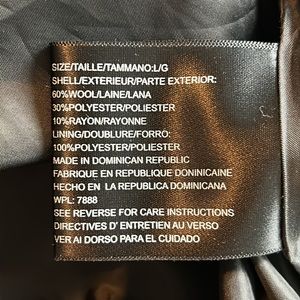 SIZE/TAILLE/TAMMANO:L/G
SHELL/EXTERIEUR/PARTE EXTERIOR:
60%WOOL/LAINE/LANA
30%POLYESTER/POLIESTER
10%RAYON/RAYONNE
LINING/DOUBLURE/FORRO:
100%POLYESTER/POLIESTER
MADE IN DOMINICAN REPUBLIC
FABRIQUE EN REPUBLIQUE DONINICAINE
HECHO EN LA REPUBLICA DOMINICANA
WPL: 7888
SEE REVERSE FOR CARE INSTRUCTIONS
DIRECTIVES D' ENTRETIEN AU VERSO
VER AI DORSO PARA EL CUIDADO